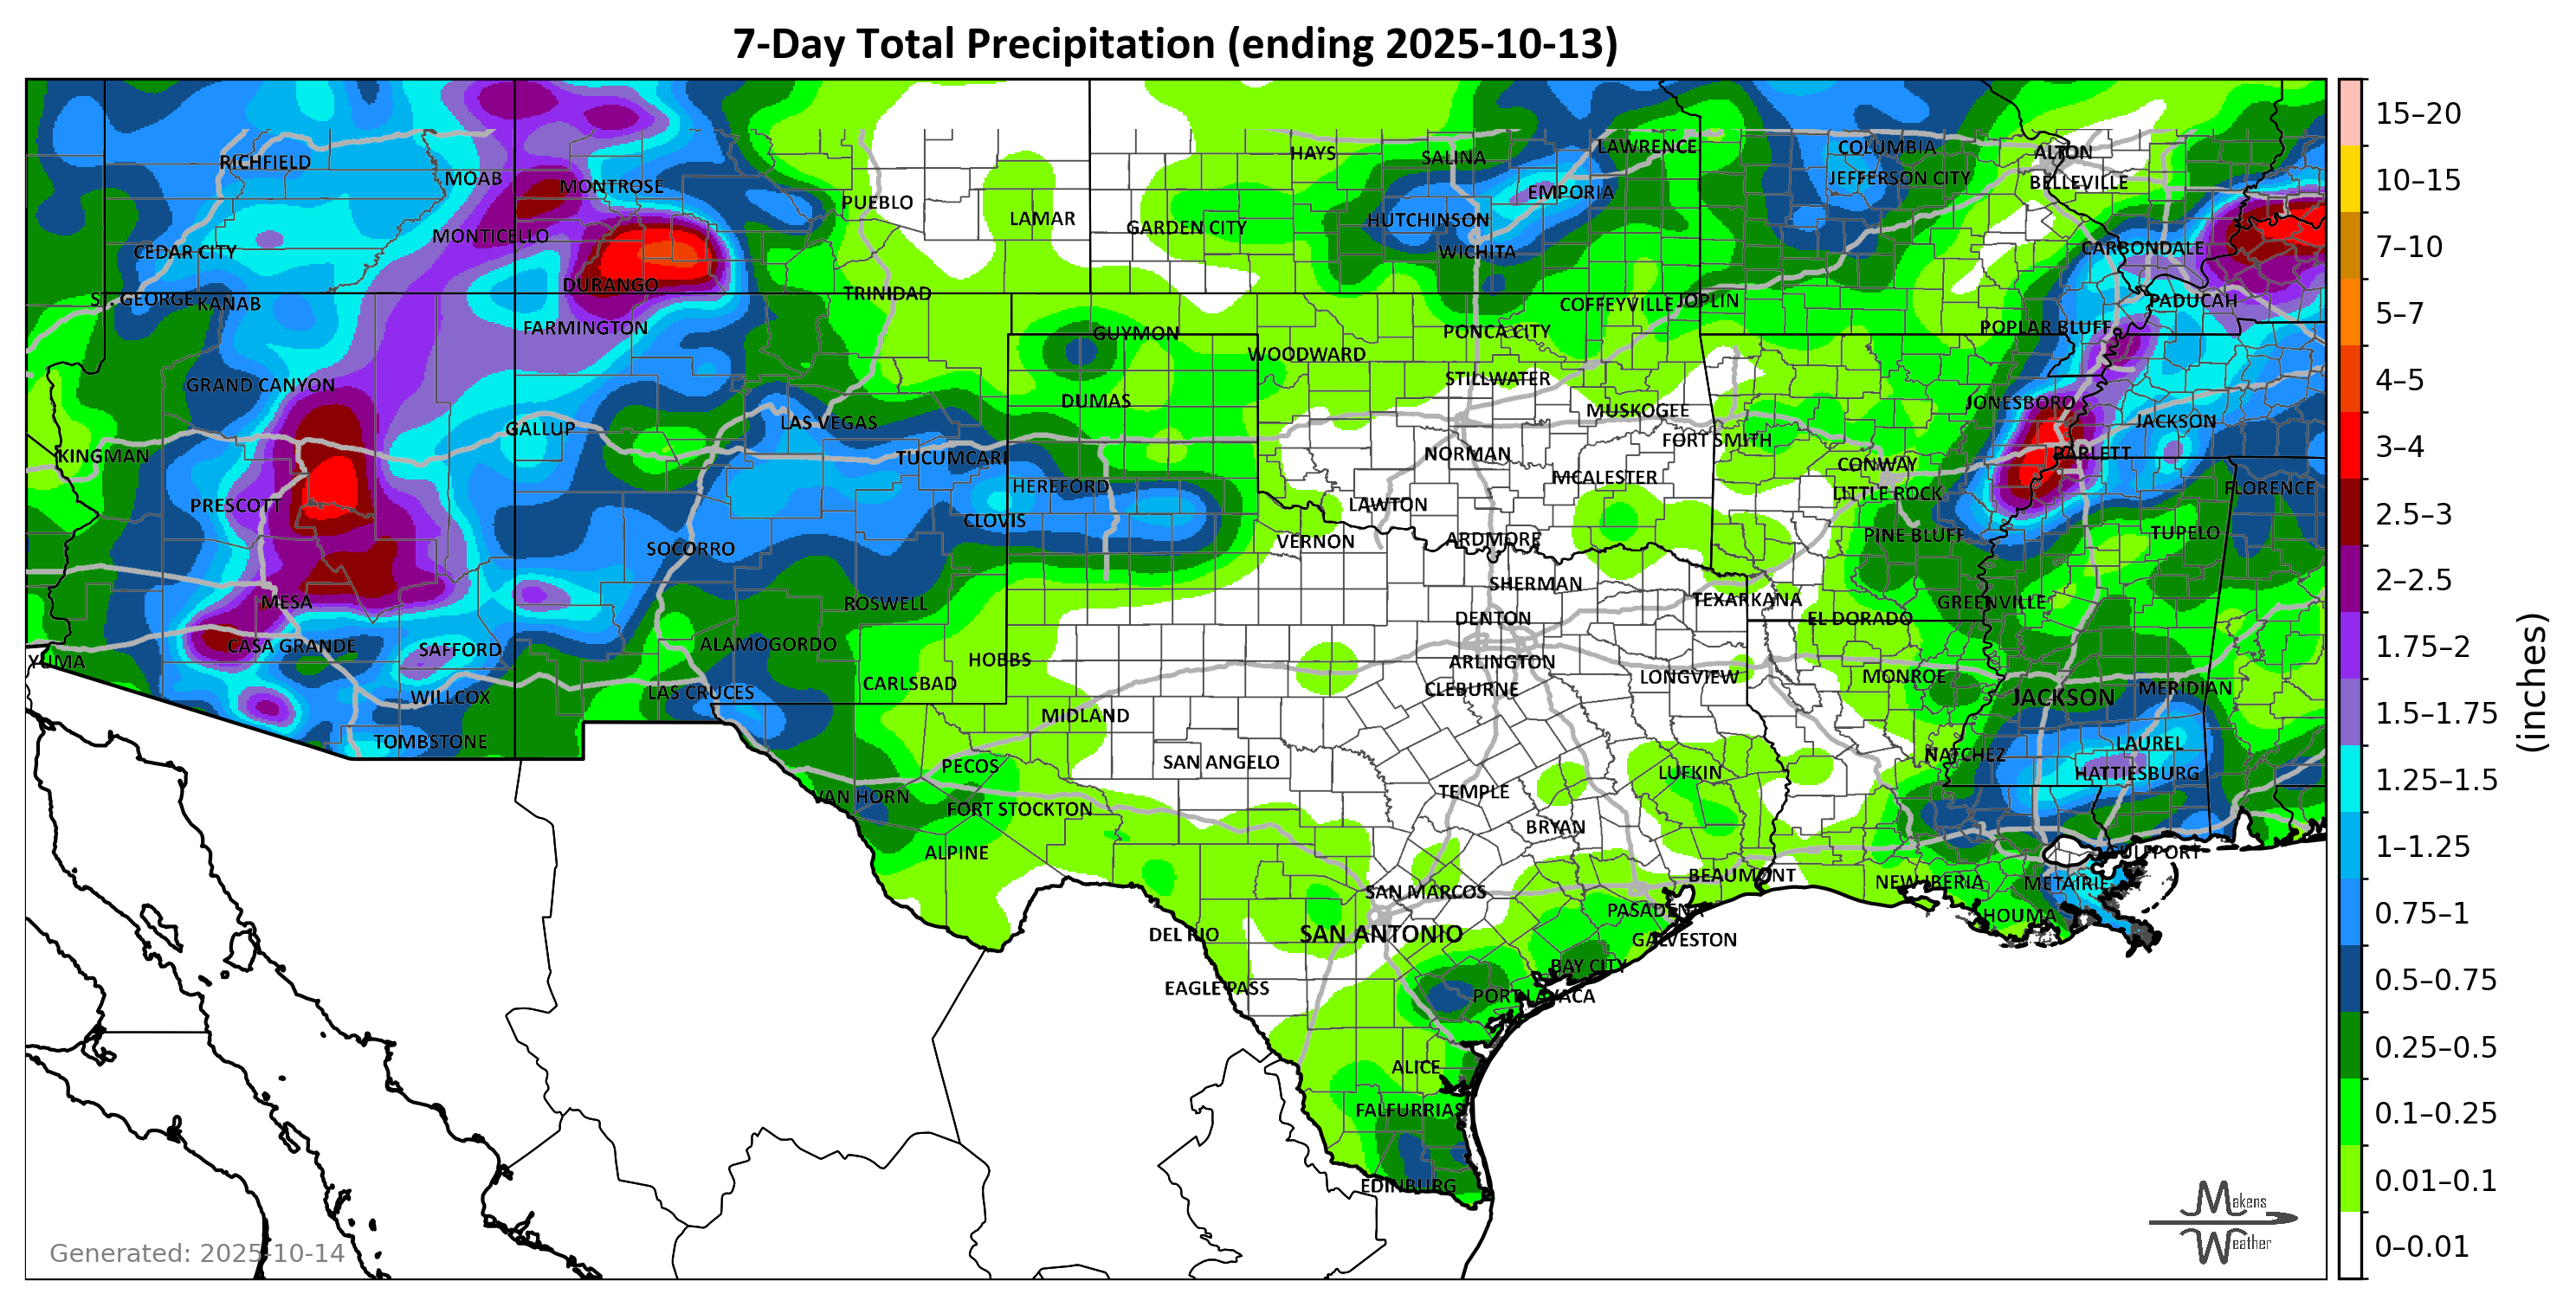 7-Day Total Precipitation (ending 2025-10-13)
RICHFIELD
MOAB
MONTROSE
PUEBLO
LAMAR
HAYS
SALINA
LAWRENCE
COLUMBIA
ALTON
GARDEN CITY
HUTCHINSON
EMPORIA
JEFFERSON CITY
BELLEVILLE
CEDAR CITY
MONTICELLO
WICHITA
CARBONDALE
ST. GEORGE
KANAB
DURANGO
TRINIDAD
COFFEYVILLE
JOPLIN
PADUCAH
FARMINGTON
GUYMON
PONCA CITY
POPLAR BLUFF
WOODWARD
GRAND CANYON
DUMAS
STILLWATER
JONESBORO
GALLUP
LAS VEGAS
MUSKOGEE
JACKSON
KINGMAN
TUCUMCARI
NORMAN
FORT SMITH
BARLETT
PRESCOTT
HEREFORD
MCALESTER
CONWAY
LITTLE ROCK
FLORENCE
CLOVIS
LAWTON
SOCORRO
VERNON
ARDMORE
PINE BLUFF
TUPELO
MESA
ROSWELL
SHERMAN
TEXARKANA
GREENVILLE
CASA GRANDE
SAFFORD
ALAMOGORDO
DENTON
EL DORADO
YUMA
HOBBS
ARLINGTON
WILLCOX
LAS CRUCES
CARLSBAD
CLEBURNE
LONGVIEW
MONROE
JACKSON
MERIDIAN
TOMBSTONE
MIDLAND
PECOS
SAN ANGELO
LUFKIN
NATCHEZ
LAUREL
VAN HORN
FORT STOCKTON
TEMPLE
HATTIESBURG
ALPINE
BRYAN
GULFPORT
SAN MARCOS
BEAUMONT
NEW IBERIA
METAIRIE
DEL RIO
SAN ANTONIO
PASADENA
GALVESTON
HOUMA
EAGLE PASS
BAY CITY
PORT LAVACA
ALICE
FALFURRIAS
EDINBURG
Generated: 2025-10-14
Makens
Weather
15–20
10–15
7–10
5–7
4–5
3–4
2.5–3
2–2.5
1.75–2
1.5–1.75
1.25–1.5
1–1.25
0.75–1
0.5–0.75
0.25–0.5
0.1–0.25
0.01–0.1
0–0.01
(inches)